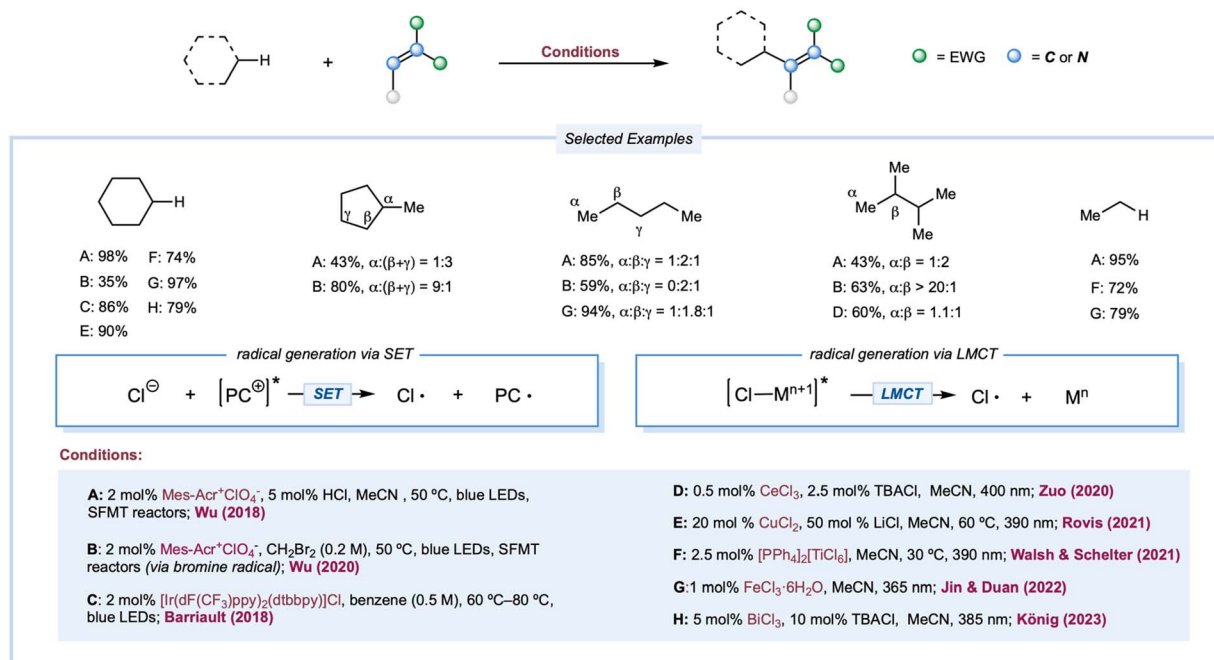 H + Conditions = EWG = C or N
Selected Examples
H
α Me β γ
α Me β γ Me
α Me Me β Me Me
Me H
A: 98% F: 74%
B: 35% G: 97%
C: 86% H: 79%
E: 90%
A: 43%, α:(β+γ) = 1:3
B: 80%, α:(β+γ) = 9:1
A: 85%, α:β:γ = 1:2:1
B: 59%, α:β:γ = 0:2:1
G: 94%, α:β:γ = 1:1.8:1
A: 43%, α:β = 1:2
B: 63%, α:β > 20:1
D: 60%, α:β = 1.1:1
A: 95%
F: 72%
G: 79%
radical generation via SET
Cl⊖ + [PC⊕]* SET Cl· + PC·
radical generation via LMCT
[Cl—Mⁿ⁺¹]* LMCT Cl· + Mⁿ
Conditions:
A: 2 mol% Mes-Acr⁺ClO₄⁻, 5 mol% HCl, MeCN , 50 ºC, blue LEDs,
SFMT reactors; Wu (2018)
B: 2 mol% Mes-Acr⁺ClO₄⁻, CH₂Br₂ (0.2 M), 50 ºC, blue LEDs, SFMT
reactors (via bromine radical); Wu (2020)
C: 2 mol% [Ir(dF(CF₃)ppy)₂(dtbbpy)]Cl, benzene (0.5 M), 60 ºC–80 ºC,
blue LEDs; Barriault (2018)
D: 0.5 mol% CeCl₃, 2.5 mol% TBACl, MeCN, 400 nm; Zuo (2020)
E: 20 mol % CuCl₂, 50 mol % LiCl, MeCN, 60 ºC, 390 nm; Rovis (2021)
F: 2.5 mol% [PPh₄]₂[TiCl₆], MeCN, 30 ºC, 390 nm; Walsh & Schelter (2021)
G:1 mol% FeCl₃·6H₂O, MeCN, 365 nm; Jin & Duan (2022)
H: 5 mol% BiCl₃, 10 mol% TBACl, MeCN, 385 nm; König (2023)